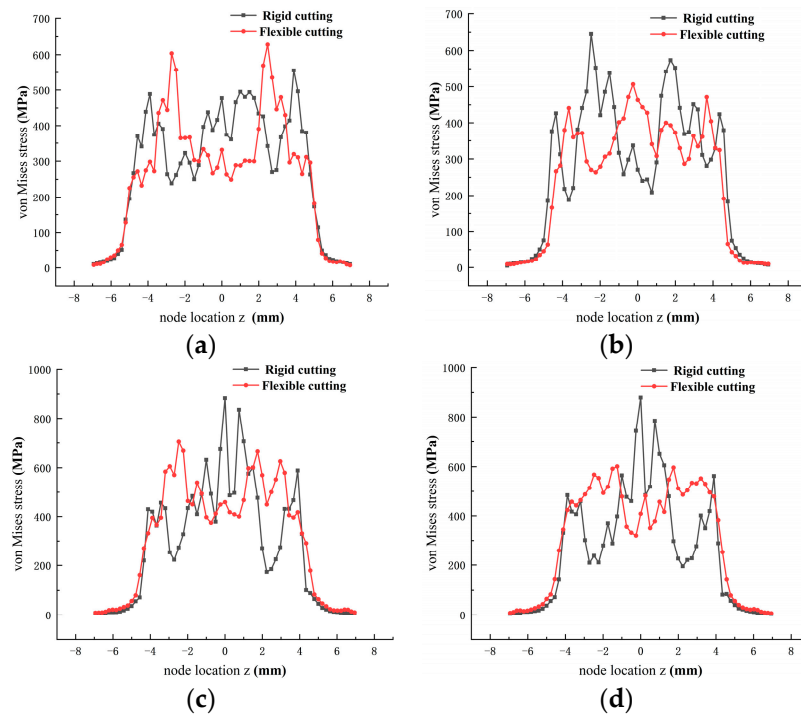 Rigid cutting
Flexible cutting
700
600
500
400
300
200
100
0
von Mises stress (MPa)
-8 -6 -4 -2 0 2 4 6 8
node location z (mm)
(a)
Rigid cutting
Flexible cutting
700
600
500
400
300
200
100
0
von Mises stress (MPa)
-8 -6 -4 -2 0 2 4 6 8
node location z (mm)
(b)
Rigid cutting
Flexible cutting
1000
800
600
400
200
0
von Mises stress (MPa)
-8 -6 -4 -2 0 2 4 6 8
node location z (mm)
(c)
Rigid cutting
Flexible cutting
1000
800
600
400
200
0
von Mises stress (MPa)
-8 -6 -4 -2 0 2 4 6 8
node location z (mm)
(d)